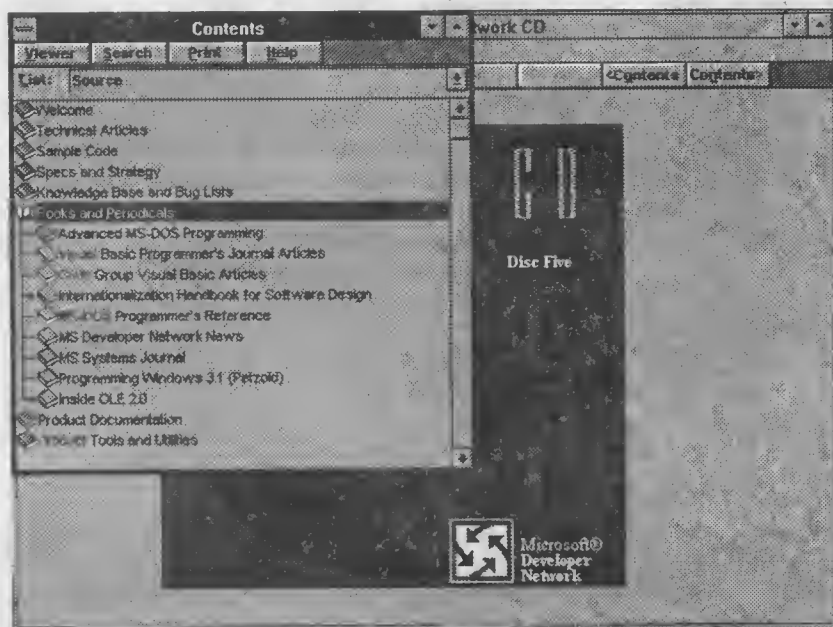 Contents
work CD
Viewer Search Print Help
<Contents Contents>
List: Source
Welcome
Technical Articles
Sample Code
Specs and Strategy
Knowledge Base and Bug Lists
Books and Periodicals
Advanced MS-DOS Programming
Basic Programmer's Journal Articles
Group Visual Basic Articles
Internationalization Handbook for Software Design
Programmer's Reference
MS Developer Network News
MS Systems Journal
Programming Windows 3.1 (Petzold)
Inside OLE 2.0
Product Documentation
Tools and Utilities
Disc Five
Microsoft®
Developer
Network